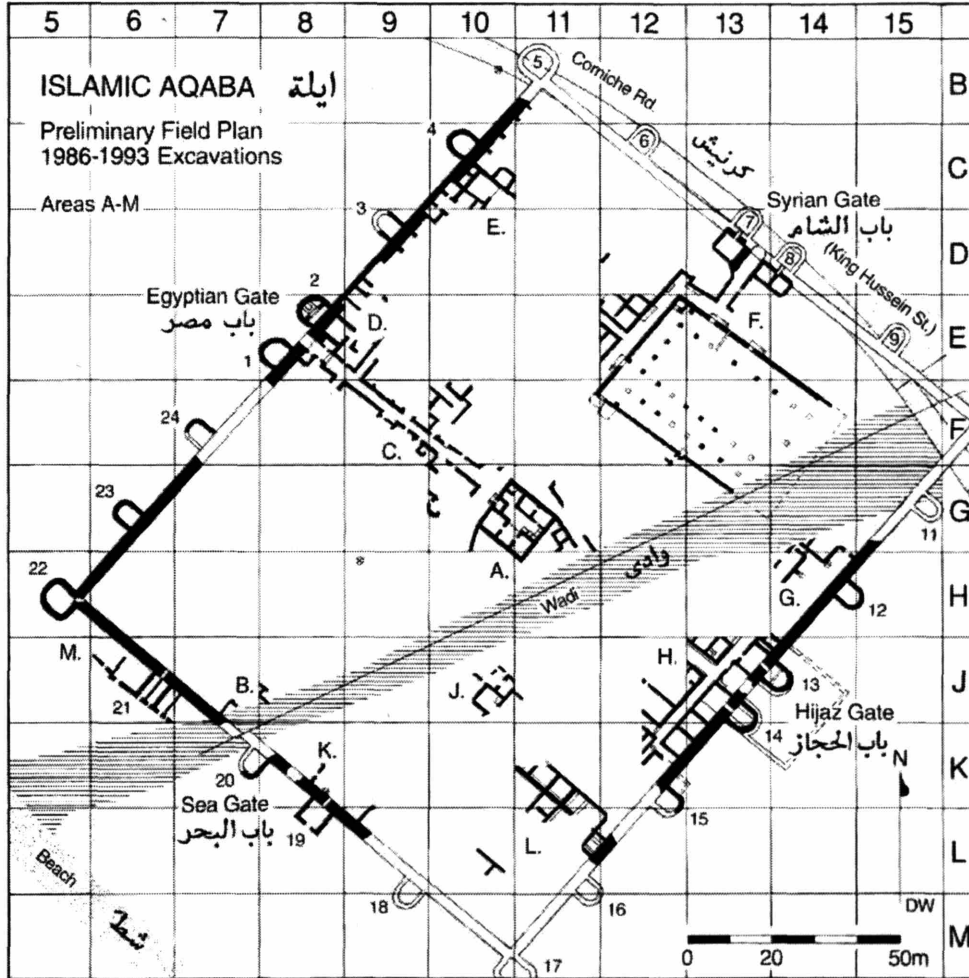 5 6 7 8 9 10 11 12 13 14 15
B
C
D
E
F
G
H
J
K
L
M
ISLAMIC AQABA ايلة
Preliminary Field Plan
1986-1993 Excavations
Areas A-M
5
Corniche Rd.
كرنيش
4
6
3
E.
7
Syrian Gate
باب الشام
8
(King Hussein St.)
2
Egyptian Gate
باب مصر
D.
F.
9
1
24
C.
23
11
A.
وادى
Wadi
G.
12
22
M.
H.
B.
J.
13
21
14
Hijaz Gate
باب الحجاز
N
K.
20
Sea Gate
باب البحر
19
15
L.
Beach
شط
18
16
17
DW
0 20 50m